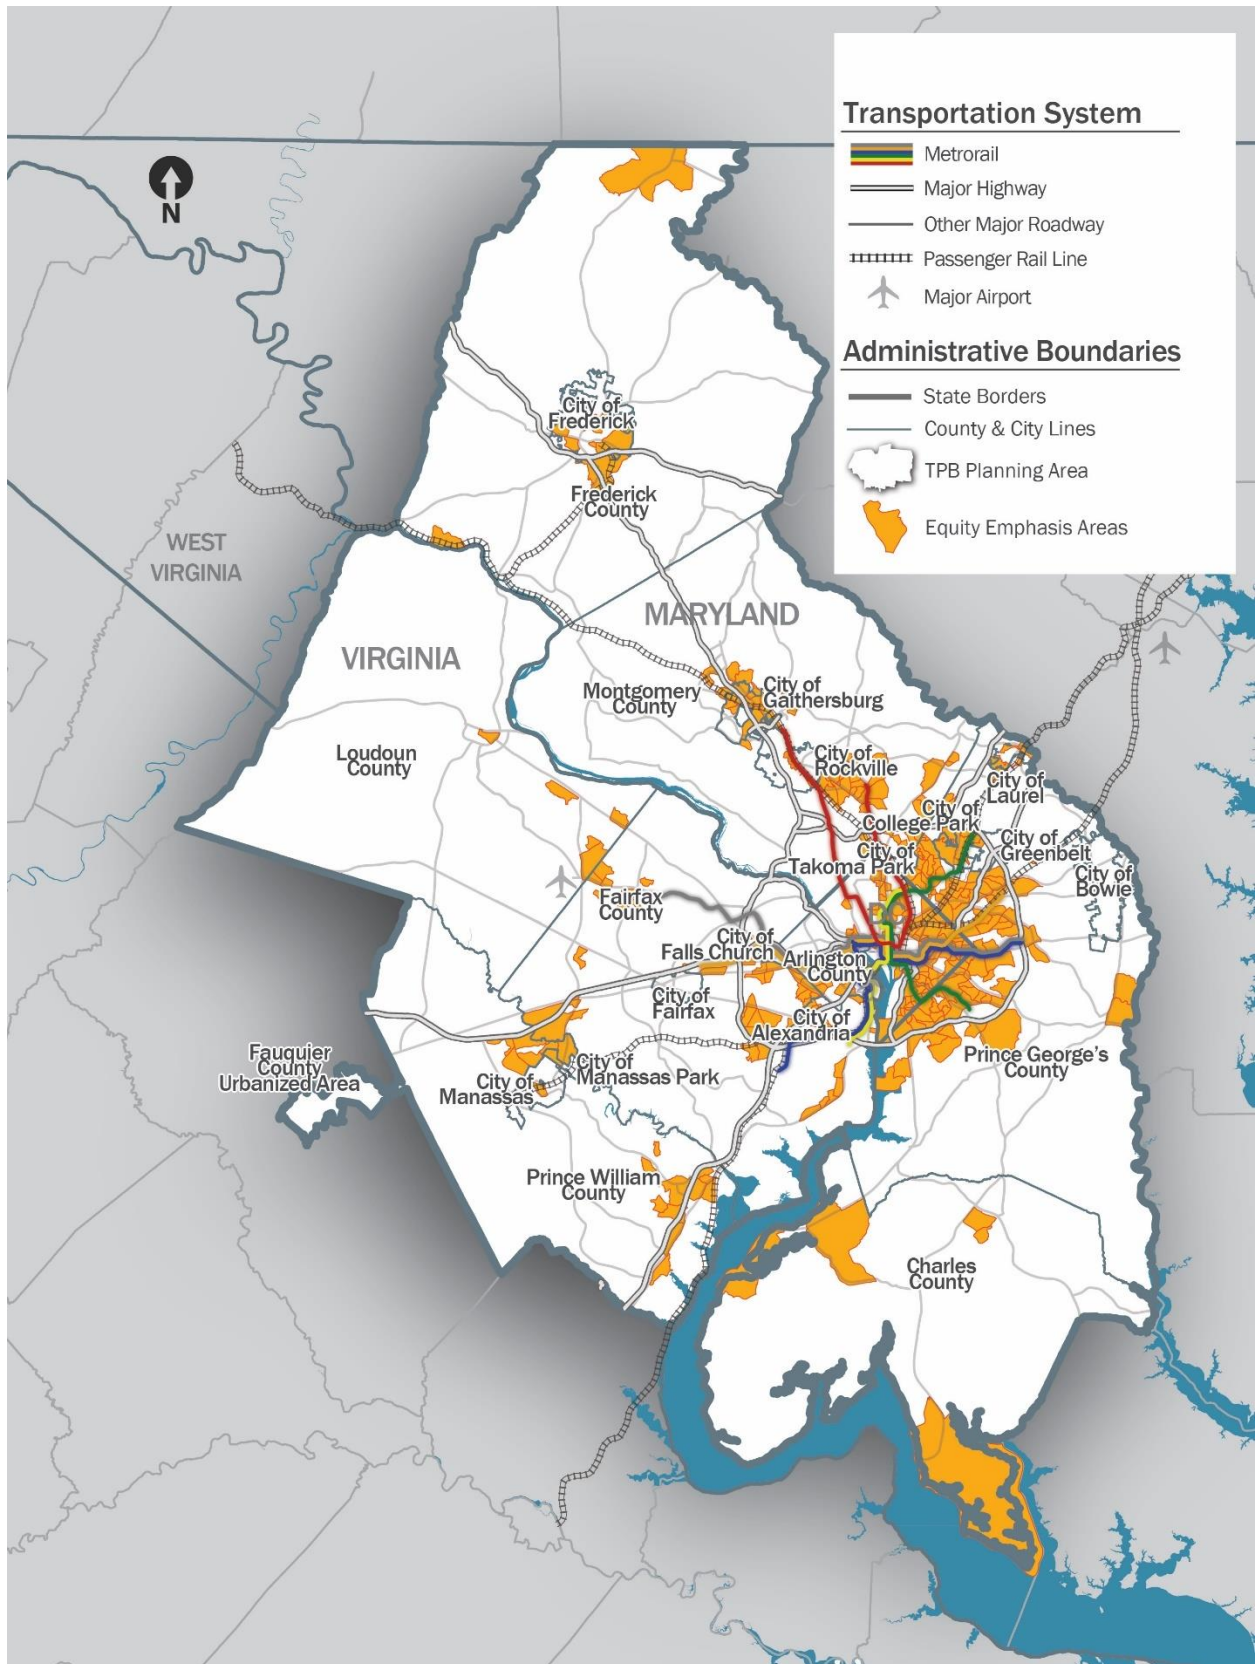 Transportation System
Metrorail
Major Highway
Other Major Roadway
Passenger Rail Line
Major Airport
Administrative Boundaries
State Borders
County & City Lines
TPB Planning Area
Equity Emphasis Areas
N
City of
Frederick
Frederick
County
WEST
VIRGINIA
MARYLAND
VIRGINIA
Montgomery
County
City of
Gaithersburg
Loudoun
County
City of
Rockville
City of
Laurel
City of
College Park
City of
Greenbelt
City of
Takoma Park
City of
Bowie
Fairfax
County
City of
Falls Church
Arlington
County
City of
Fairfax
City of
Alexandria
Prince George's
County
Fauquier
County
Urbanized Area
City of
Manassas Park
City of
Manassas
Prince William
County
Charles
County